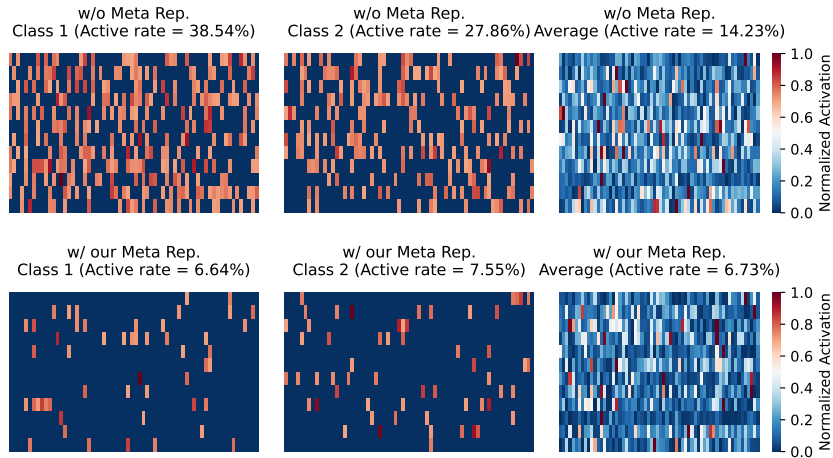 w/o Meta Rep.
Class 1 (Active rate = 38.54%)
w/o Meta Rep.
Class 2 (Active rate = 27.86%)
w/o Meta Rep.
Average (Active rate = 14.23%)
1.0
0.8
0.6
0.4
0.2
0.0
Normalized Activation
w/ our Meta Rep.
Class 1 (Active rate = 6.64%)
w/ our Meta Rep.
Class 2 (Active rate = 7.55%)
w/ our Meta Rep.
Average (Active rate = 6.73%)
1.0
0.8
0.6
0.4
0.2
0.0
Normalized Activation